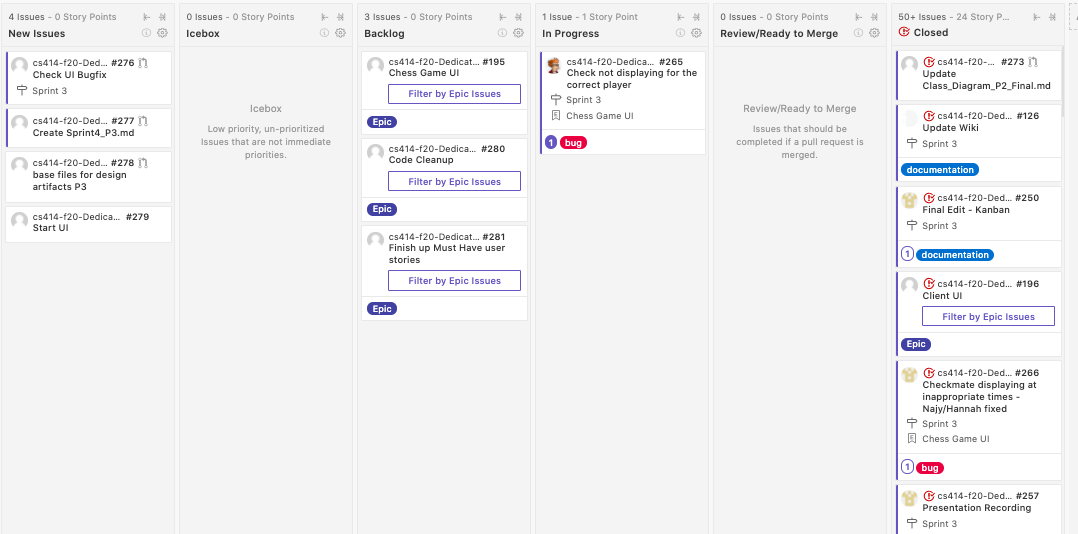 4 Issues - 0 Story Points
New Issues
cs414-f20-Ded... #276
Check UI Bugfix
Sprint 3
cs414-f20-Ded... #277
Create Sprint4_P3.md
cs414-f20-Ded... #278
base files for design
artifacts P3
cs414-f20-Dedica... #279
Start UI
0 Issues - 0 Story Points
Icebox
Icebox
Low priority, un-prioritized
Issues that are not immediate
priorities.
3 Issues - 0 Story Points
Backlog
cs414-f20-Dedicat... #195
Chess Game UI
Filter by Epic Issues
Epic
cs414-f20-Dedicat... #280
Code Cleanup
Filter by Epic Issues
Epic
cs414-f20-Dedicat... #281
Finish up Must Have user
stories
Filter by Epic Issues
Epic
1 Issue - 1 Story Point
In Progress
cs414-f20-Dedica... #265
Check not displaying for the
correct player
Sprint 3
Chess Game UI
1 bug
0 Issues - 0 Story Points
Review/Ready to Merge
Review/Ready to Merge
Issues that should be
completed if a pull request is
merged.
50+ Issues - 24 Story P...
Closed
cs414-f20-... #273
Update
Class_Diagram_P2_Final.md
cs414-f20-Ded... #126
Update Wiki
Sprint 3
documentation
cs414-f20-Ded... #250
Final Edit - Kanban
Sprint 3
1 documentation
cs414-f20-Ded... #196
Client UI
Filter by Epic Issues
Epic
cs414-f20-Ded... #266
Checkmate displaying at
inappropriate times -
Najy/Hannah fixed
Sprint 3
Chess Game UI
1 bug
cs414-f20-Ded... #257
Presentation Recording
Sprint 3